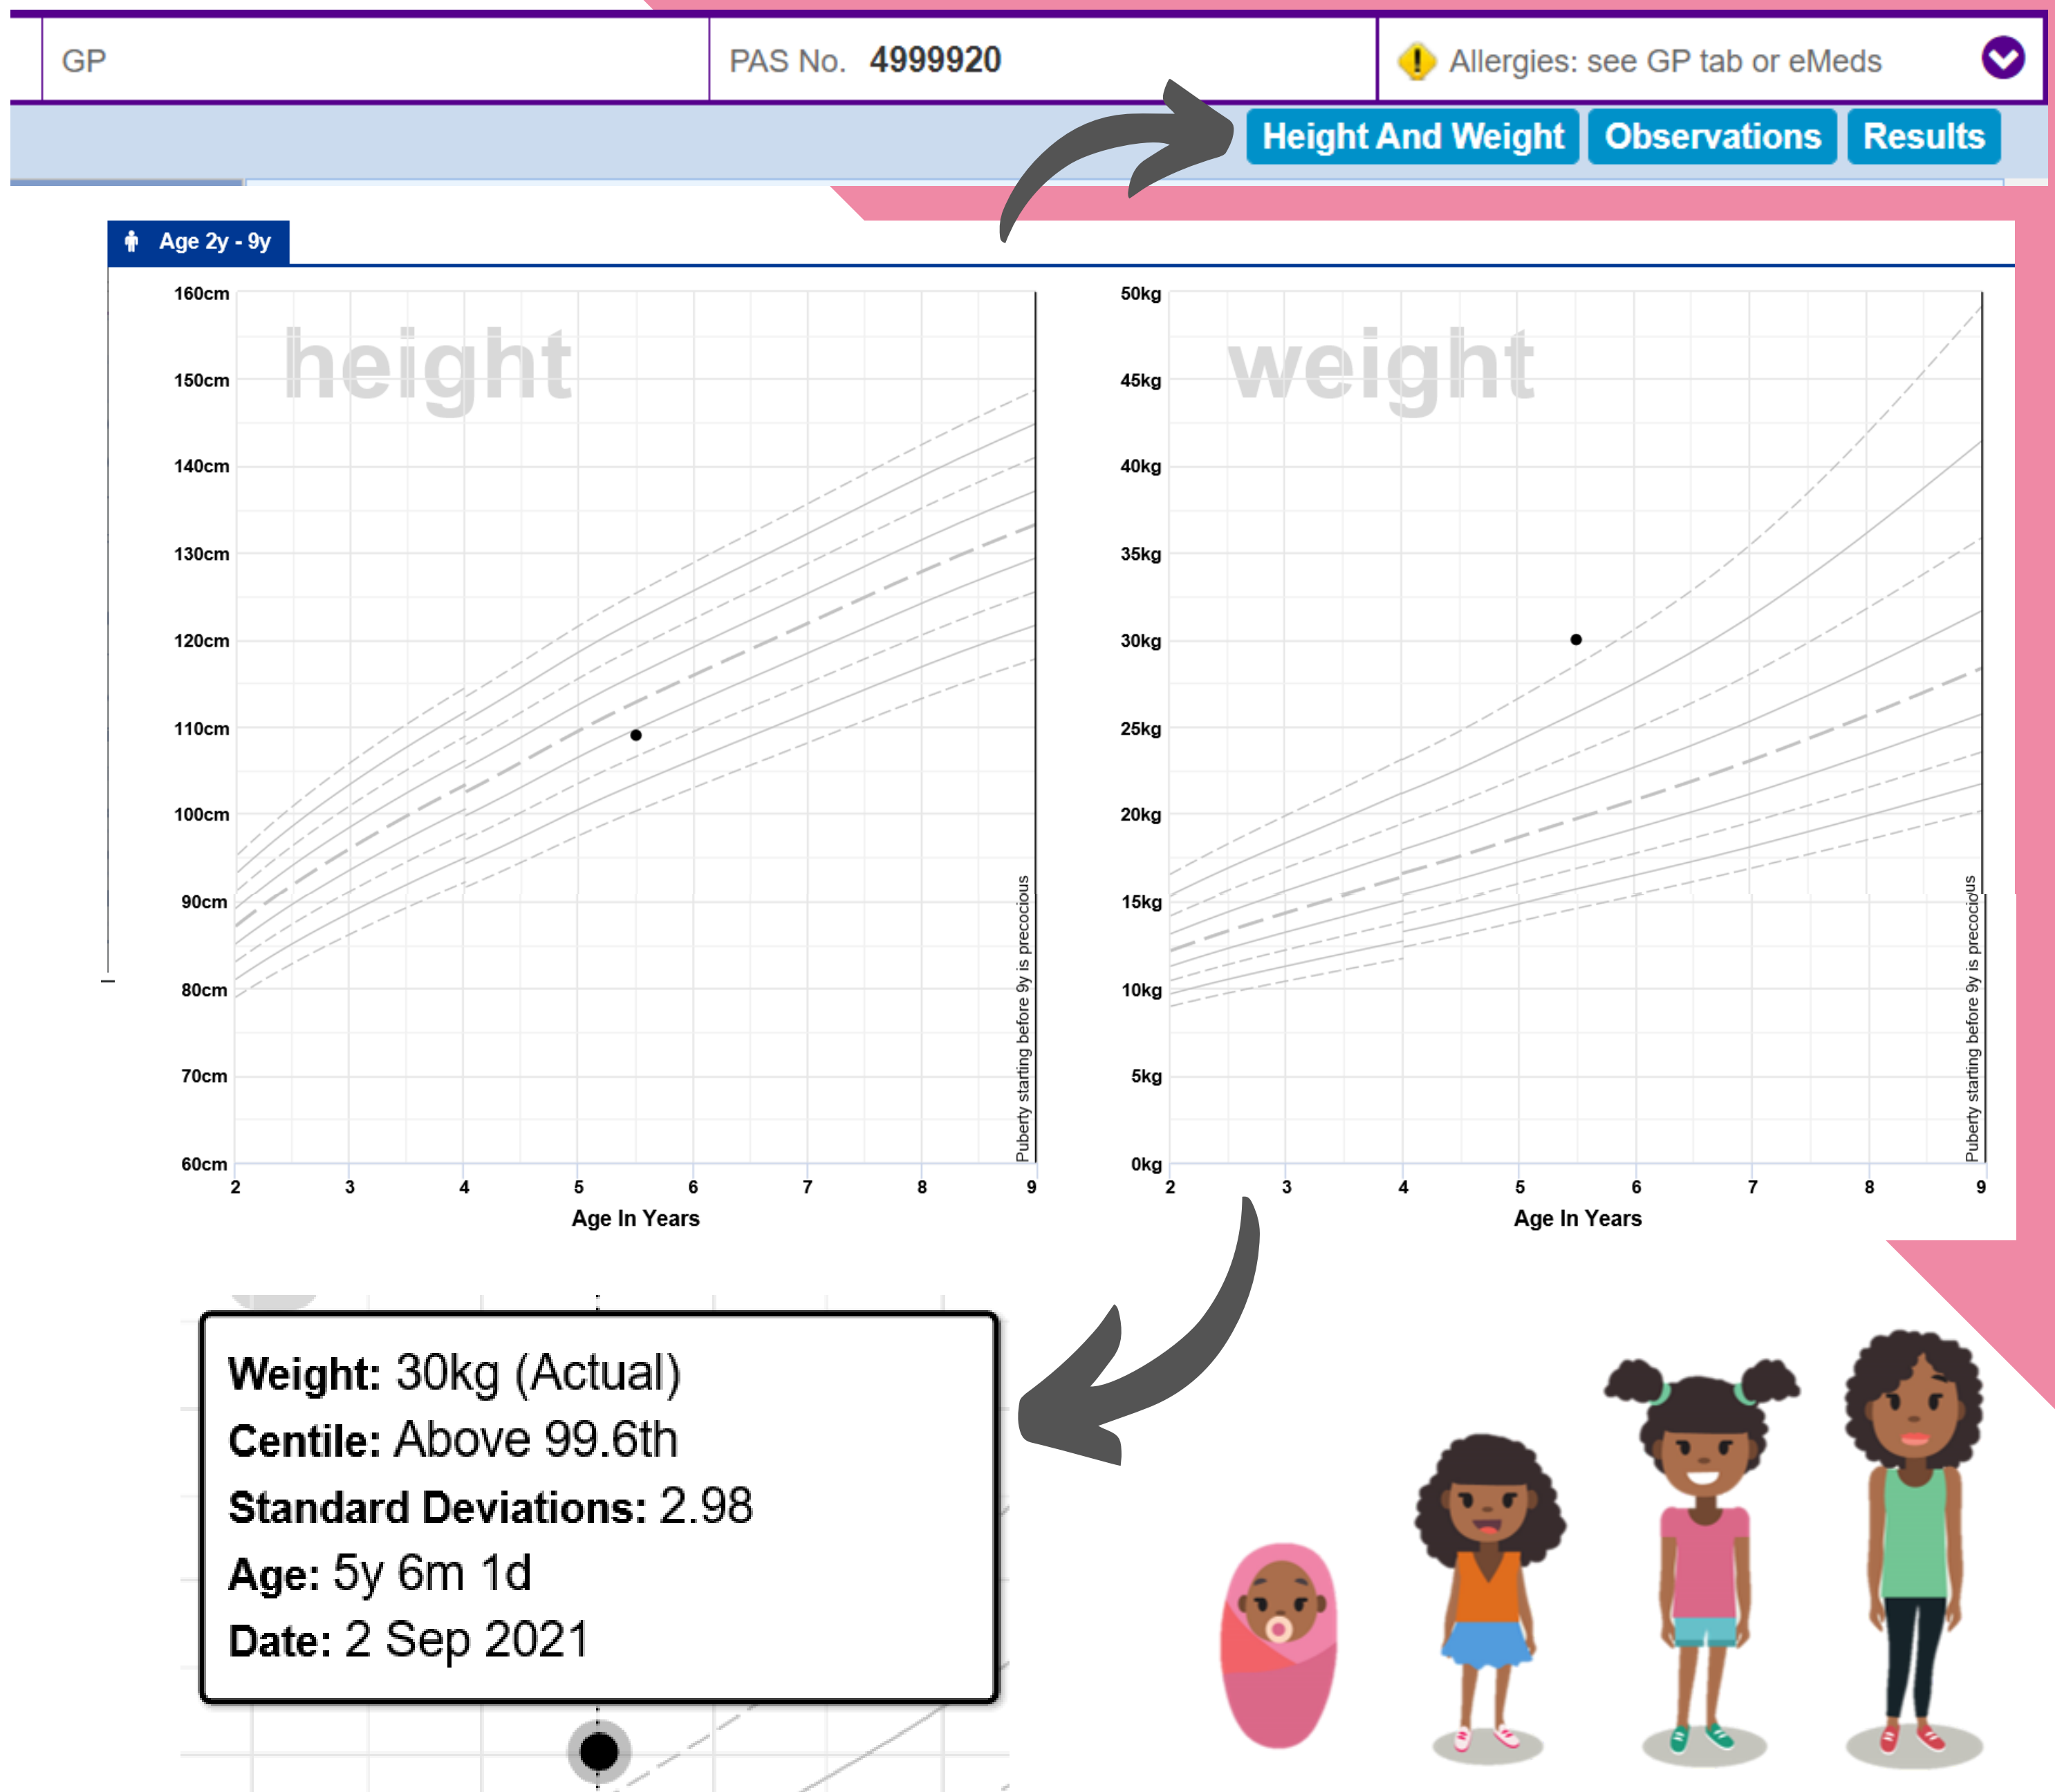 GP
PAS No. 4999920
Allergies: see GP tab or eMeds
Height And Weight
Observations
Results
Age 2y - 9y
height
160cm
150cm
140cm
130cm
120cm
110cm
100cm
90cm
80cm
70cm
60cm
2 3 4 5 6 7 8 9
Age In Years
Puberty starting before 9y is precocious
weight
50kg
45kg
40kg
35kg
30kg
25kg
20kg
15kg
10kg
5kg
0kg
2 3 4 5 6 7 8 9
Age In Years
Puberty starting before 9y is precocious
Weight: 30kg (Actual)
Centile: Above 99.6th
Standard Deviations: 2.98
Age: 5y 6m 1d
Date: 2 Sep 2021